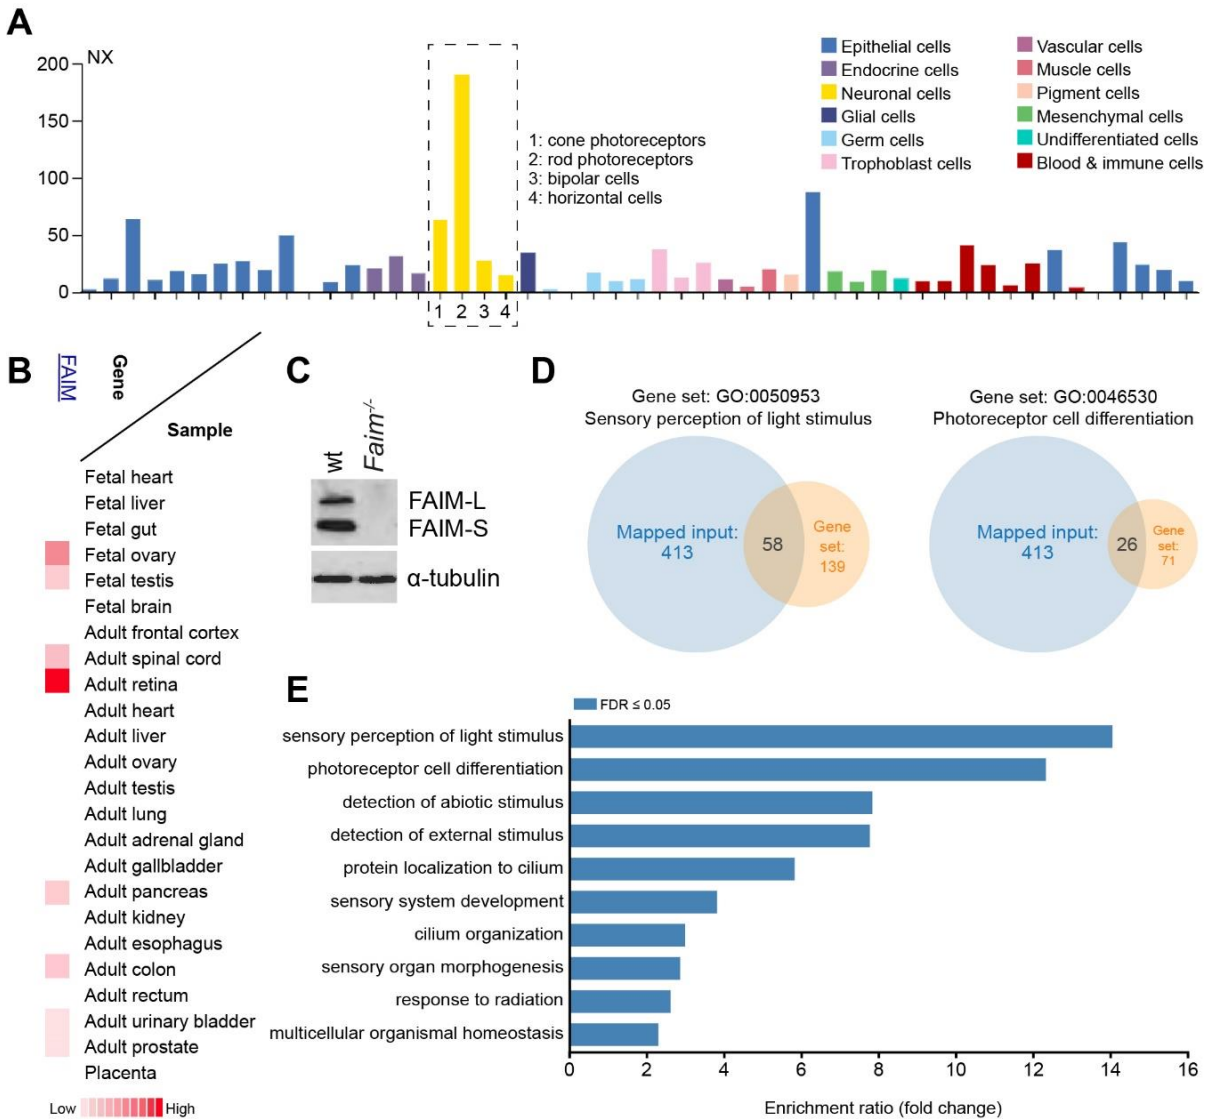 A
NX
200
150
100
50
0
1 2 3 4
1: cone photoreceptors
2: rod photoreceptors
3: bipolar cells
4: horizontal cells
Epithelial cells
Endocrine cells
Neuronal cells
Glial cells
Germ cells
Trophoblast cells
Vascular cells
Muscle cells
Pigment cells
Mesenchymal cells
Undifferentiated cells
Blood & immune cells
B
FAIM
Gene
Sample
Fetal heart
Fetal liver
Fetal gut
Fetal ovary
Fetal testis
Fetal brain
Adult frontal cortex
Adult spinal cord
Adult retina
Adult heart
Adult liver
Adult ovary
Adult testis
Adult lung
Adult adrenal gland
Adult gallbladder
Adult pancreas
Adult kidney
Adult esophagus
Adult colon
Adult rectum
Adult urinary bladder
Adult prostate
Placenta
Low High
C
wt
Faim-/-
FAIM-L
FAIM-S
α-tubulin
D
Gene set: GO:0050953
Sensory perception of light stimulus
Mapped input:
413
58
Gene
set:
139
Gene set: GO:0046530
Photoreceptor cell differentiation
Mapped input:
413
26
Gene
set:
71
E
FDR ≤ 0.05
sensory perception of light stimulus
photoreceptor cell differentiation
detection of abiotic stimulus
detection of external stimulus
protein localization to cilium
sensory system development
cilium organization
sensory organ morphogenesis
response to radiation
multicellular organismal homeostasis
0 2 4 6 8 10 12 14 16
Enrichment ratio (fold change)